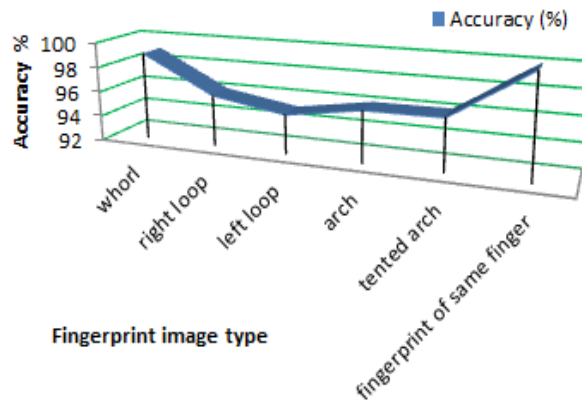 Accuracy (%)
Accuracy %
100
98
96
94
92
whorl
right loop
left loop
arch
tented arch
fingerprint of same finger
Fingerprint image type